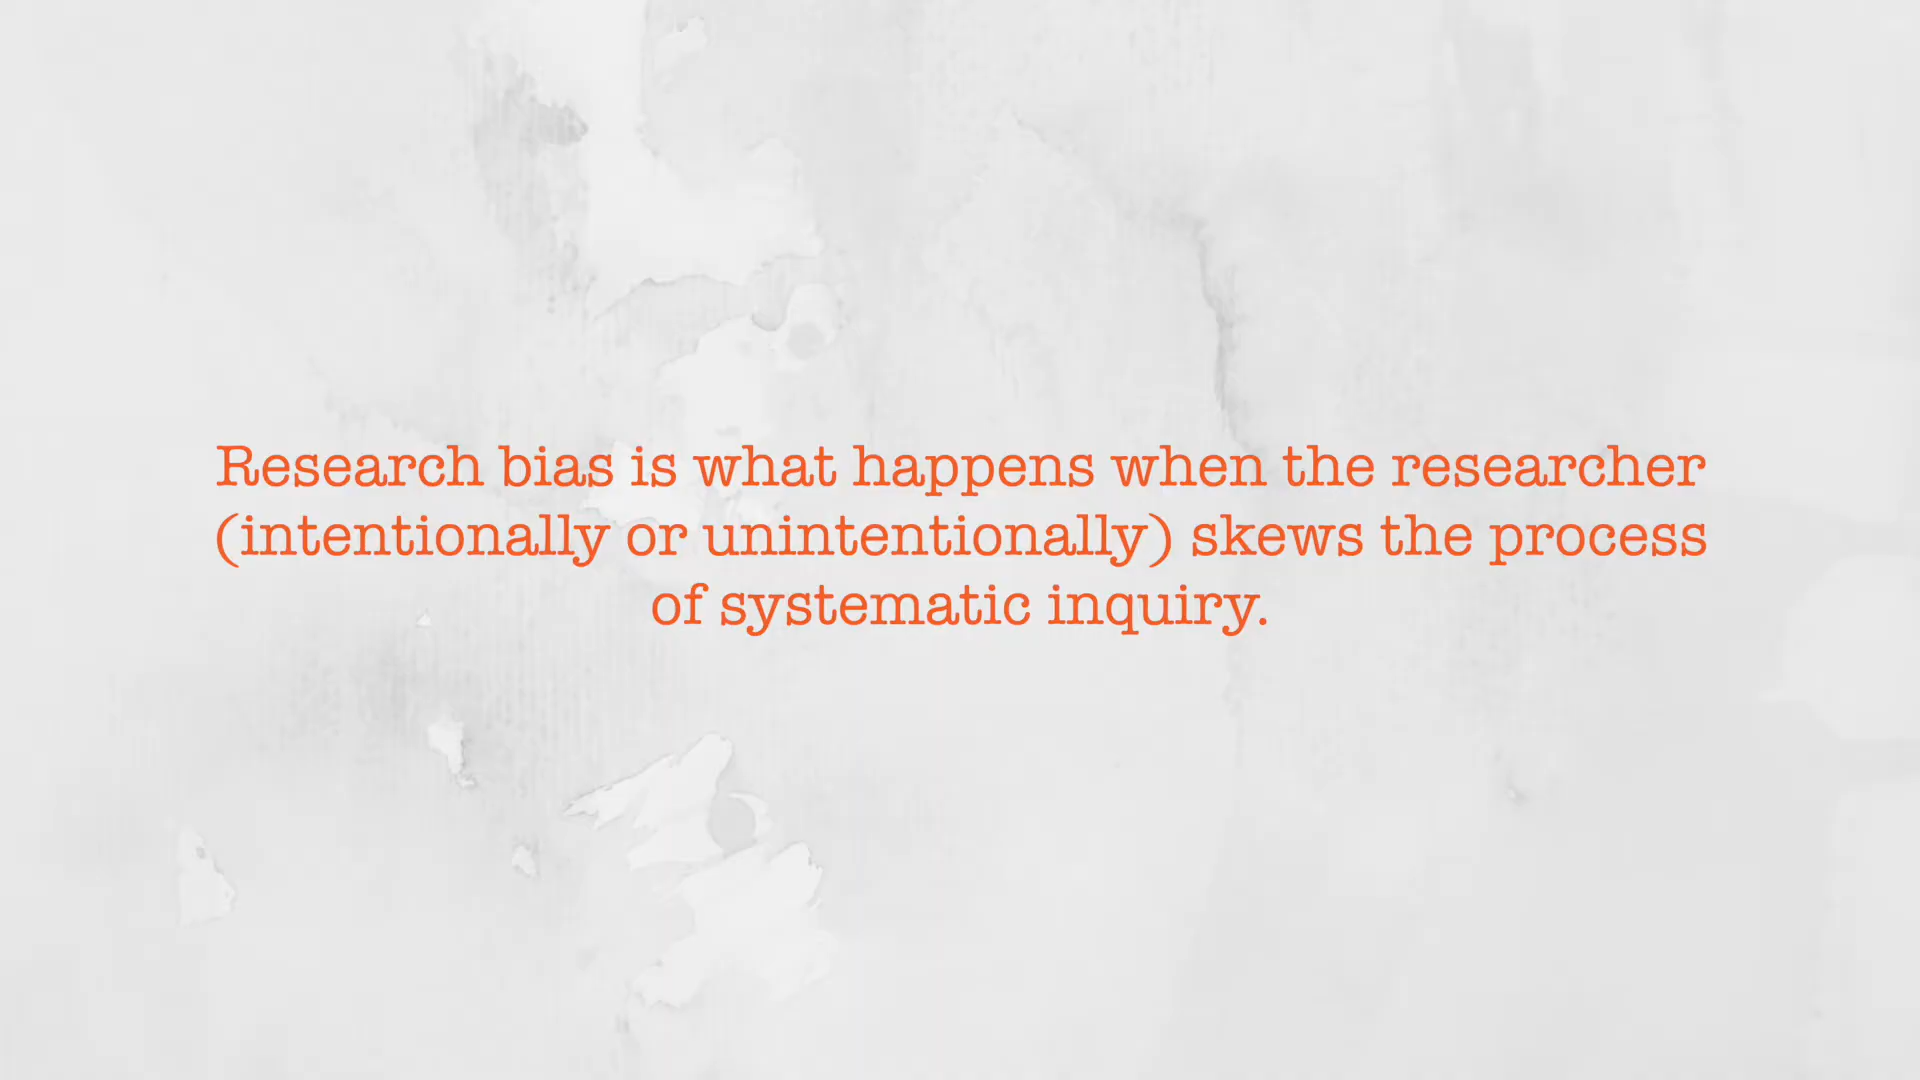 Research bias is what happens when the researcher
(intentionally or unintentionally) skews the process
of systematic inquiry.